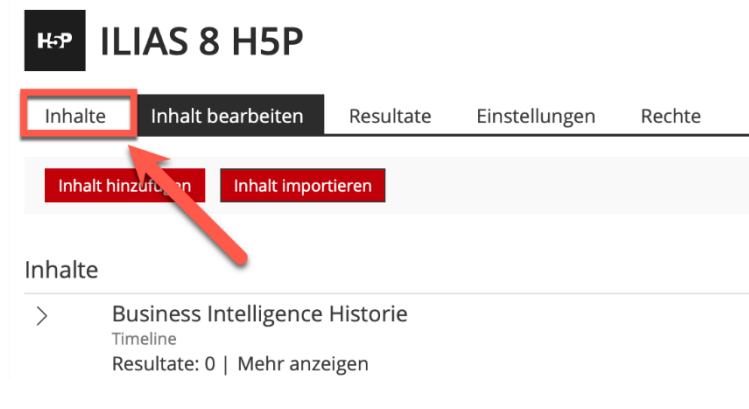 H5P ILIAS 8 H5P
Inhalte Inhalt bearbeiten Resultate Einstellungen Rechte
Inhalt hinzufügen Inhalt importieren
Inhalte
Business Intelligence Historie
Timeline
Resultate: 0 | Mehr anzeigen